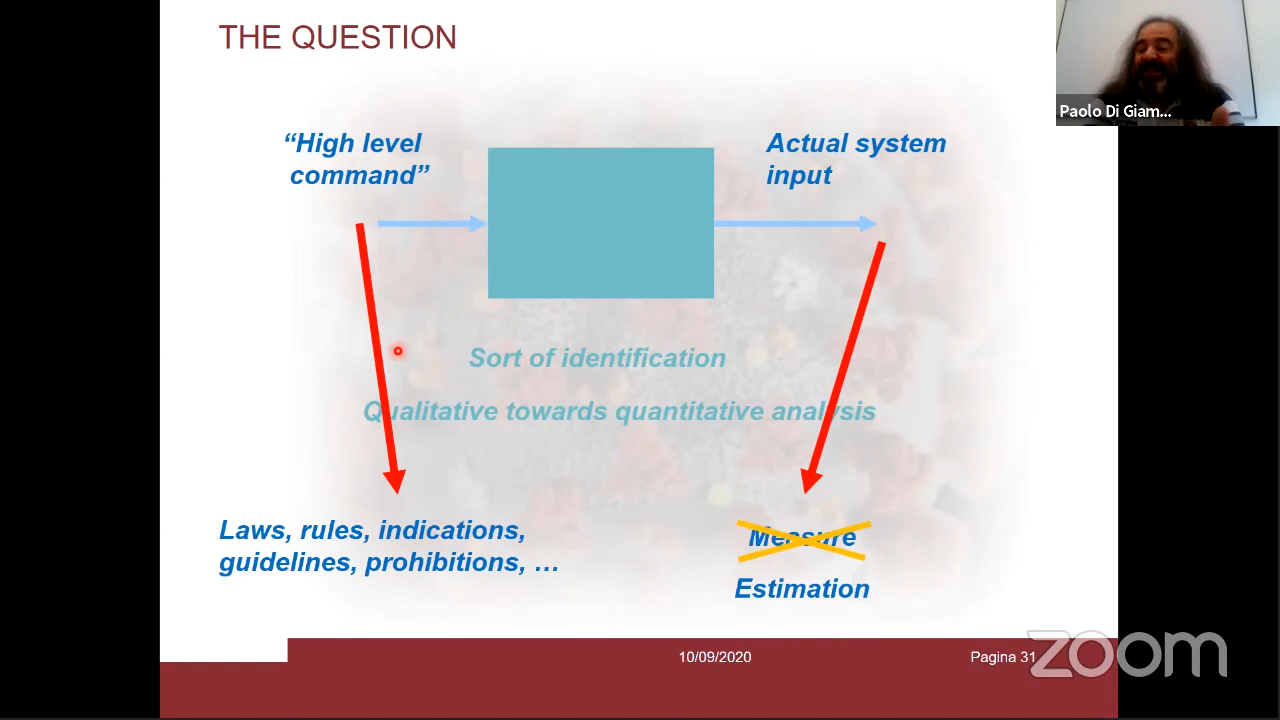 THE QUESTION
Paolo Di Giam...
“High level
command”
Actual system
input
Sort of identification
Qualitative towards quantitative analysis
Laws, rules, indications,
guidelines, prohibitions, …
Measure
Estimation
10/09/2020
Pagina 31
zoom